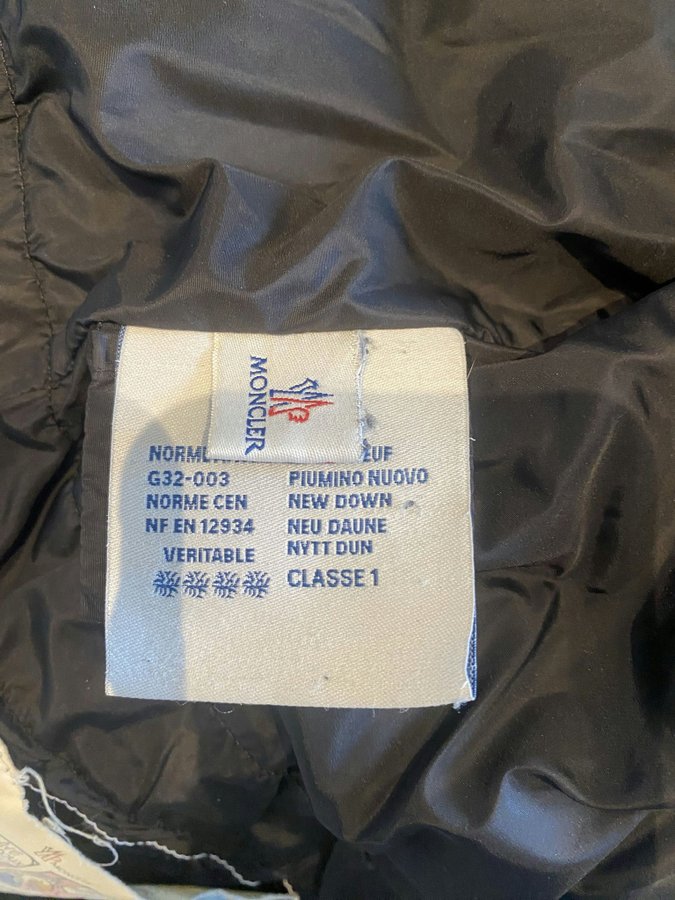 MONCLER
G32-003
NORME CEN
NF EN 12934
VERITABLE
PIUMINO NUOVO
NEW DOWN
NEU DAUNE
NYTT DUN
CLASSE 1